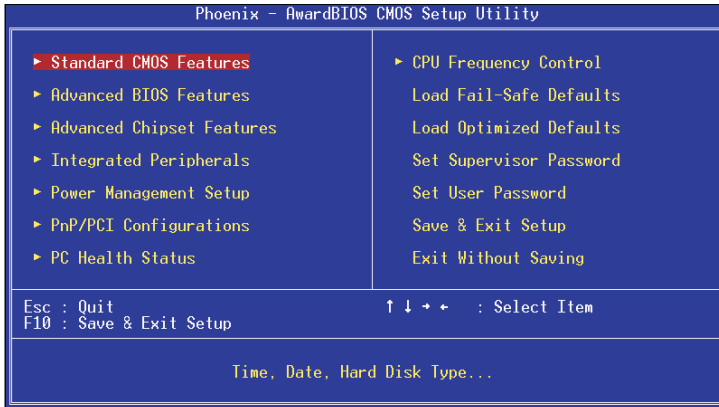 Phoenix - AwardBIOS CMOS Setup Utility
► Standard CMOS Features
► Advanced BIOS Features
► Advanced Chipset Features
► Integrated Peripherals
► Power Management Setup
► PnP/PCI Configurations
► PC Health Status
► CPU Frequency Control
Load Fail-Safe Defaults
Load Optimized Defaults
Set Supervisor Password
Set User Password
Save & Exit Setup
Exit Without Saving
Esc : Quit
F10 : Save & Exit Setup
↑ ↓ → ← : Select Item
Time, Date, Hard Disk Type...